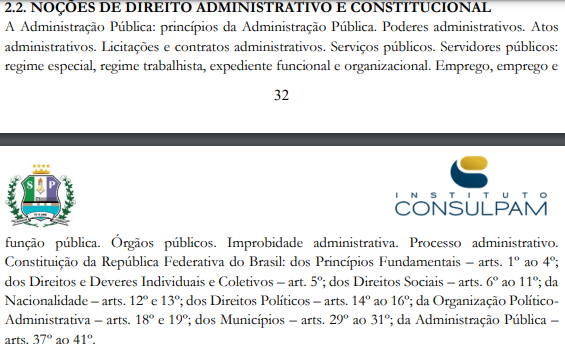 2.2. NOÇÕES DE DIREITO ADMINISTRATIVO E CONSTITUCIONAL
A Administração Pública: princípios da Administração Pública. Poderes administrativos. Atos
administrativos. Licitações e contratos administrativos. Serviços públicos. Servidores públicos:
regime especial, regime trabalhista, expediente funcional e organizacional. Emprego, emprego e
32
S P
INSTITUTO
CONSULPAM
função pública. Órgãos públicos. Improbidade administrativa. Processo administrativo.
Constituição da República Federativa do Brasil: dos Princípios Fundamentais – arts. 1º ao 4º;
dos Direitos e Deveres Individuais e Coletivos – art. 5º; dos Direitos Sociais – arts. 6º ao 11º; da
Nacionalidade – arts. 12º e 13º; dos Direitos Políticos – arts. 14º ao 16º; da Organização Político-
Administrativa – arts. 18º e 19º; dos Municípios – arts. 29º ao 31º; da Administração Pública –
arts. 37º ao 41º.